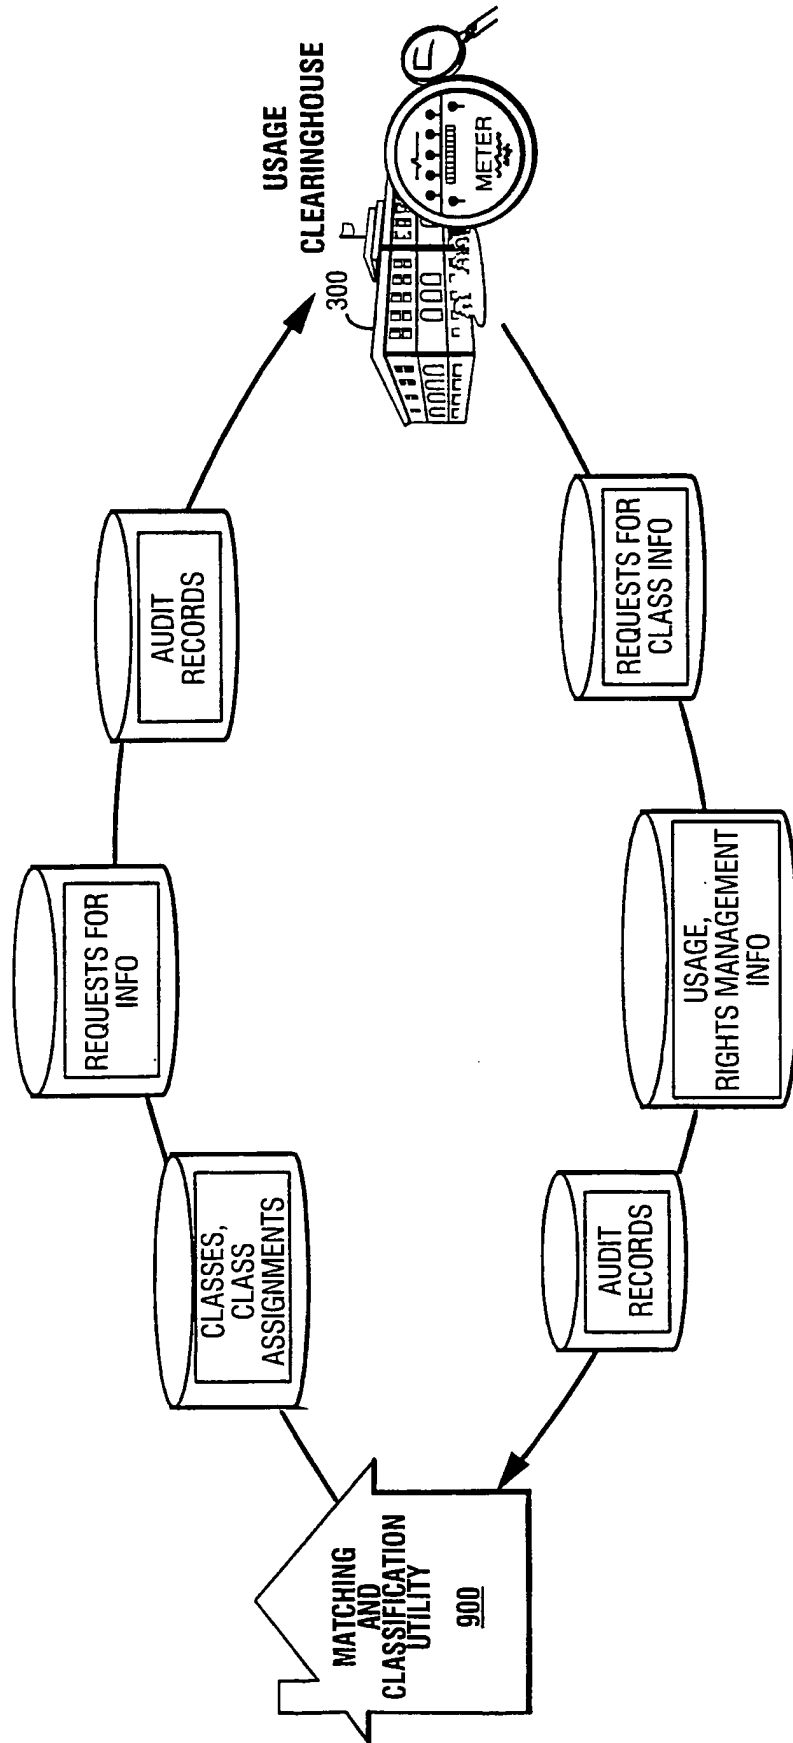 USAGE
CLEARINGHOUSE
300
METER
AUDIT
RECORDS
REQUESTS FOR
INFO
CLASSES,
CLASS
ASSIGNMENTS
MATCHING
AND
CLASSIFICATION
UTILITY
900
REQUESTS FOR
CLASS INFO
USAGE,
RIGHTS MANAGEMENT
INFO
AUDIT
RECORDS